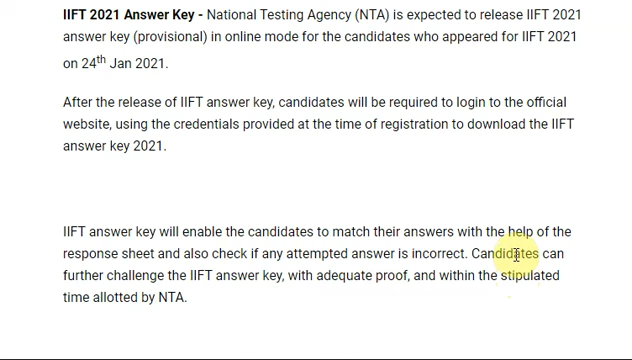 IIFT 2021 Answer Key - National Testing Agency (NTA) is expected to release IIFT 2021
answer key (provisional) in online mode for the candidates who appeared for IIFT 2021
on 24th Jan 2021.
After the release of IIFT answer key, candidates will be required to login to the official
website, using the credentials provided at the time of registration to download the IIFT
answer key 2021.
IIFT answer key will enable the candidates to match their answers with the help of the
response sheet and also check if any attempted answer is incorrect. Candidates can
further challenge the IIFT answer key, with adequate proof, and within the stipulated
time allotted by NTA.